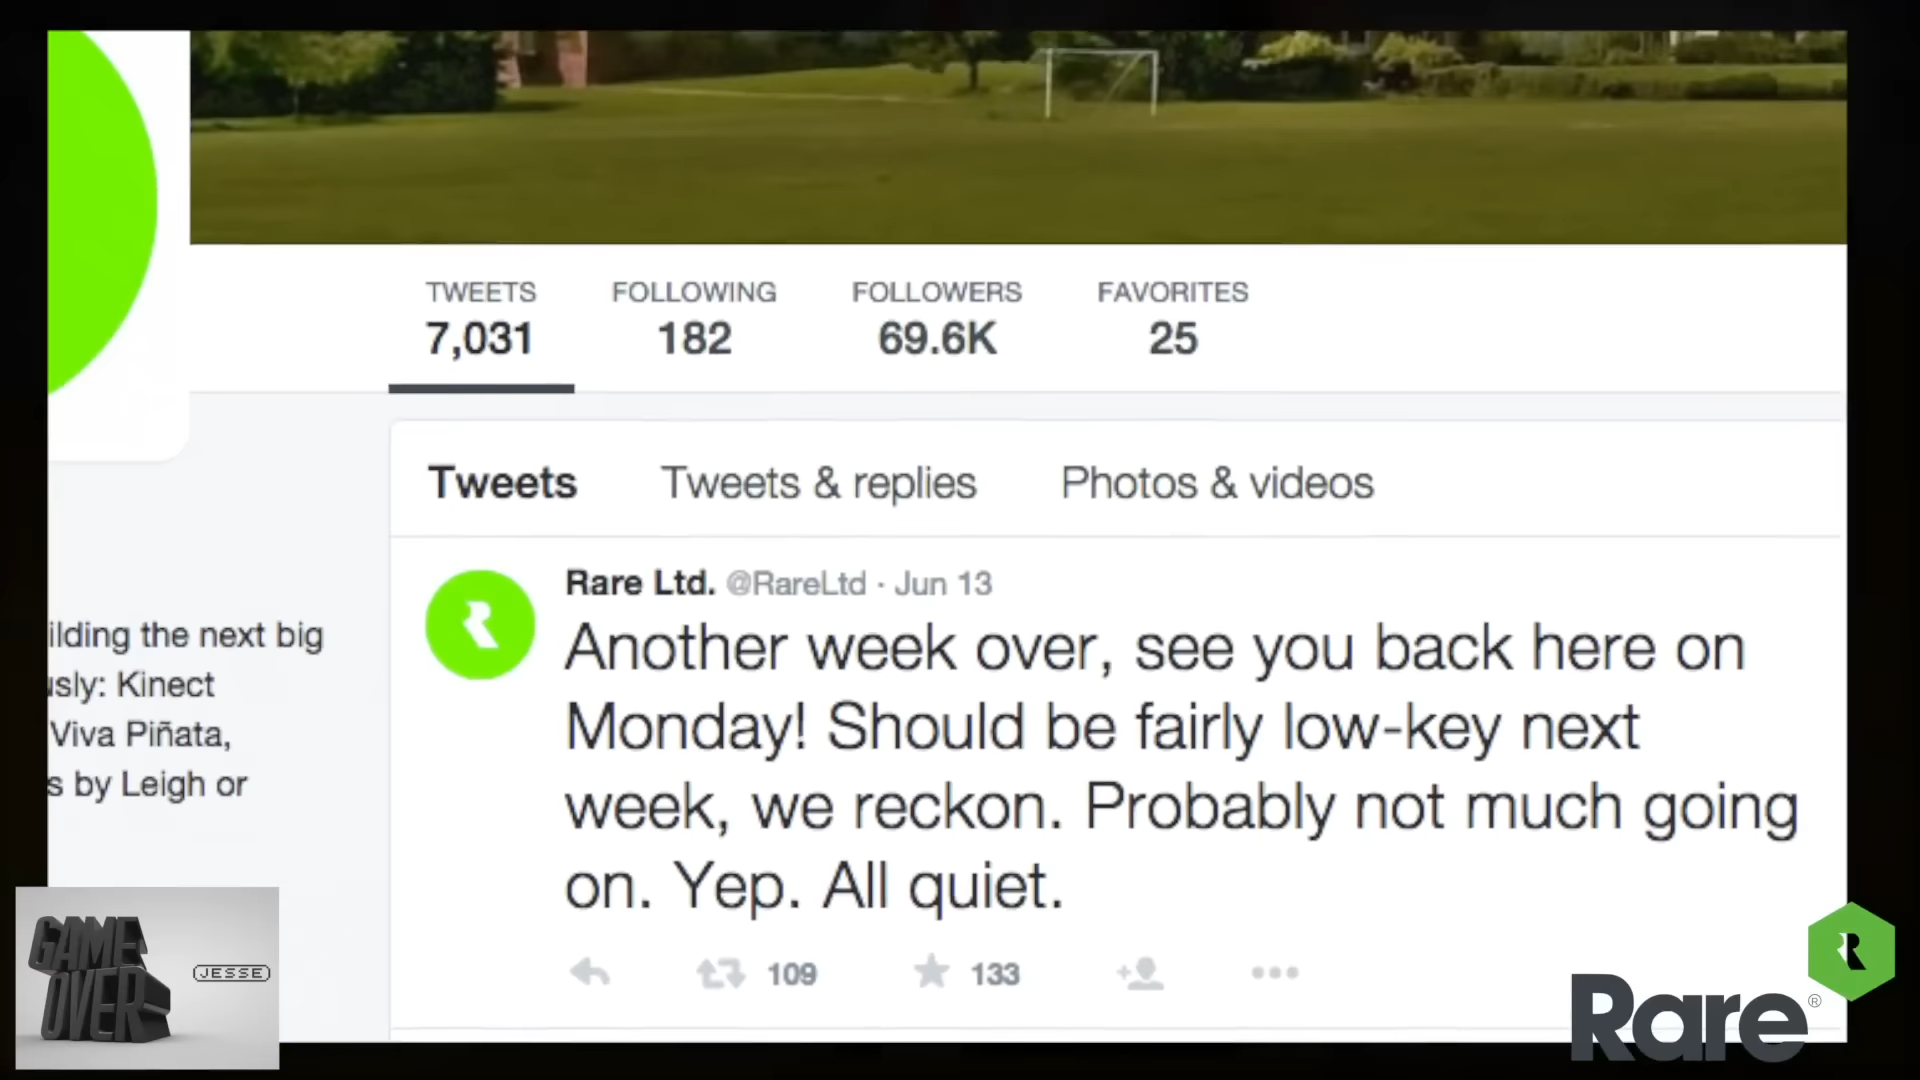 TWEETS FOLLOWING FOLLOWERS FAVORITES
7,031 182 69.6K 25
Tweets Tweets & replies Photos & videos
Rare Ltd. @RareLtd · Jun 13
Another week over, see you back here on
Monday! Should be fairly low-key next
week, we reckon. Probably not much going
on. Yep. All quiet.
109 133
the next big
Kinect
Viva Piñata,
by Leigh or
GAME
OVER
JESSE
Rare®